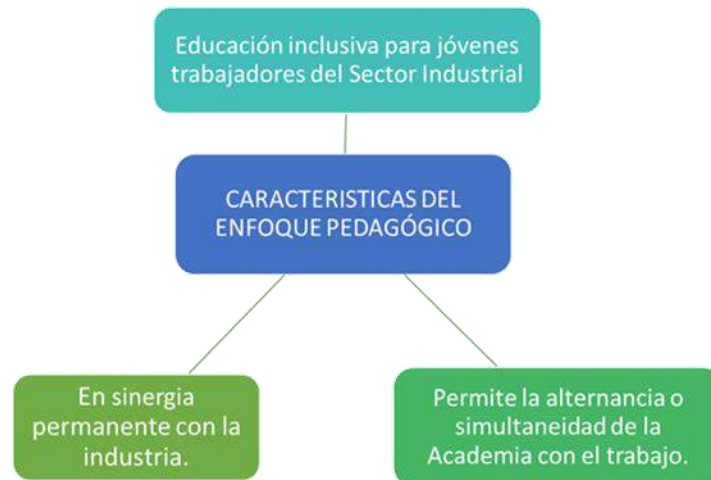 Educación inclusiva para jóvenes
trabajadores del Sector Industrial
CARACTERISTICAS DEL
ENFOQUE PEDAGÓGICO
En sinergia
permanente con la
industria.
Permite la alternancia o
simultaneidad de la
Academia con el trabajo.